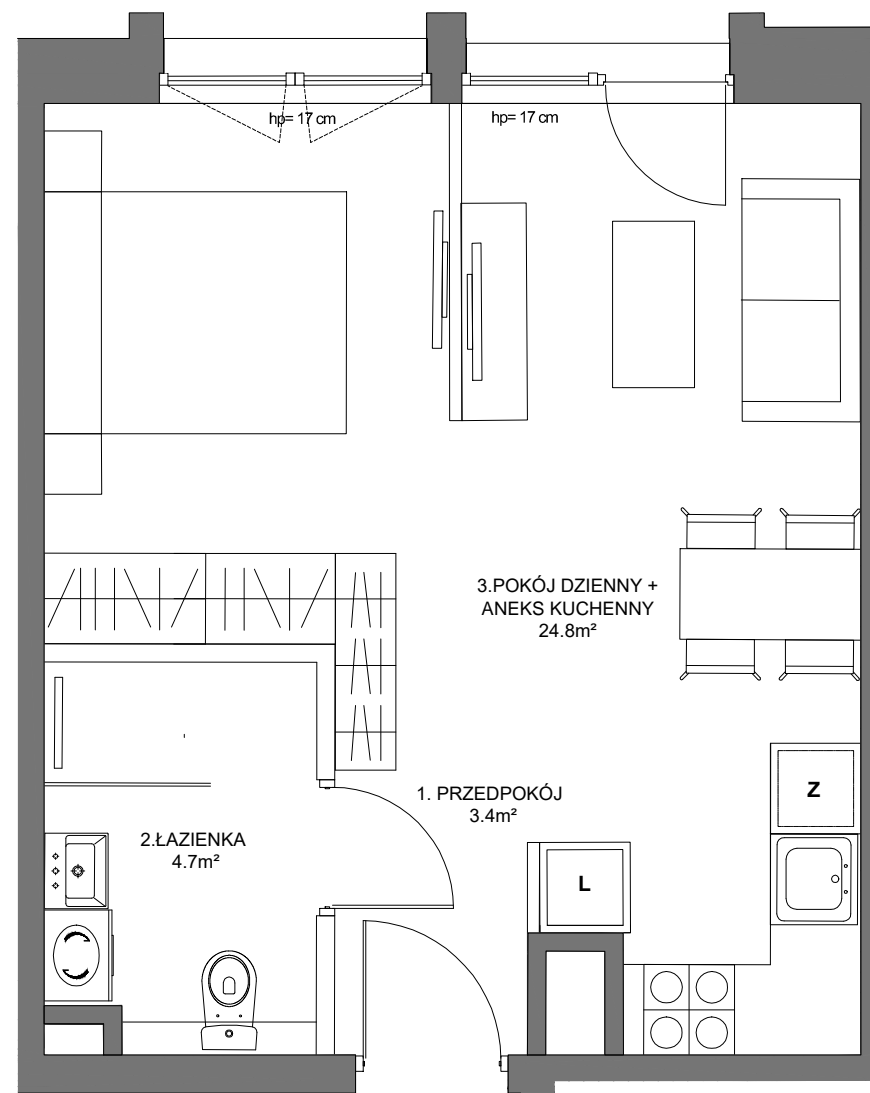 hp= 17 cm
hp= 17 cm
3.POKÓJ DZIENNY +
ANEKS KUCHENNY
24.8m²
1. PRZEDPOKÓJ
3.4m²
Z
2.ŁAZIENKA
4.7m²
L